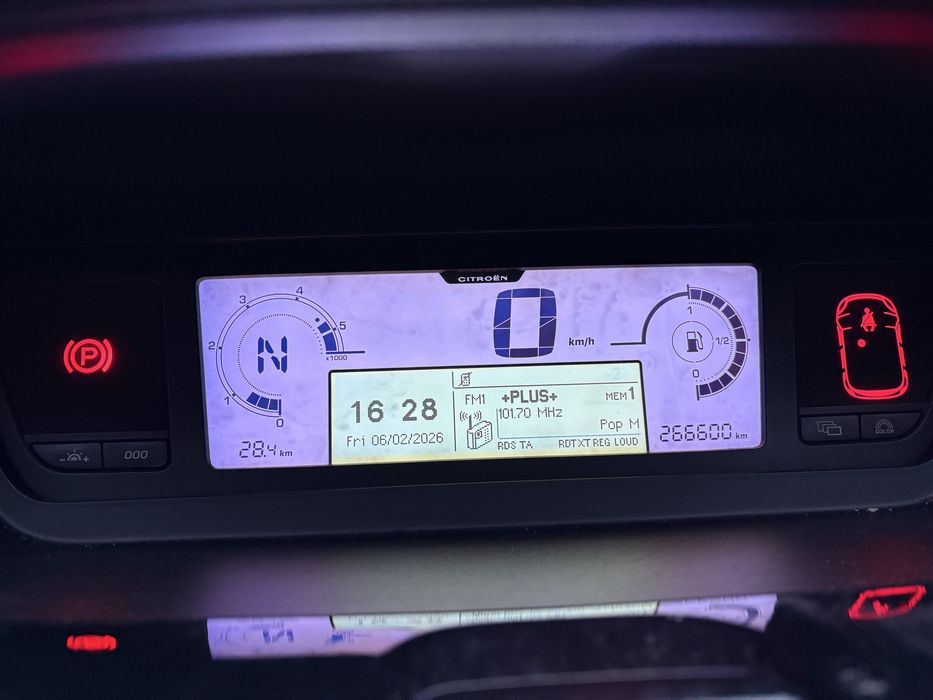 CITROËN
4
3
5
2
x1000
N
1
0
28.4 km
0 km/h
16 28
Fri 06/02/2026
FM1 +PLUS+ MEM 1
101.70 MHz
Pop M
RDS TA RDTXT REG LOUD
1
1/2
0
266600 km
P
- +
000
COLOR